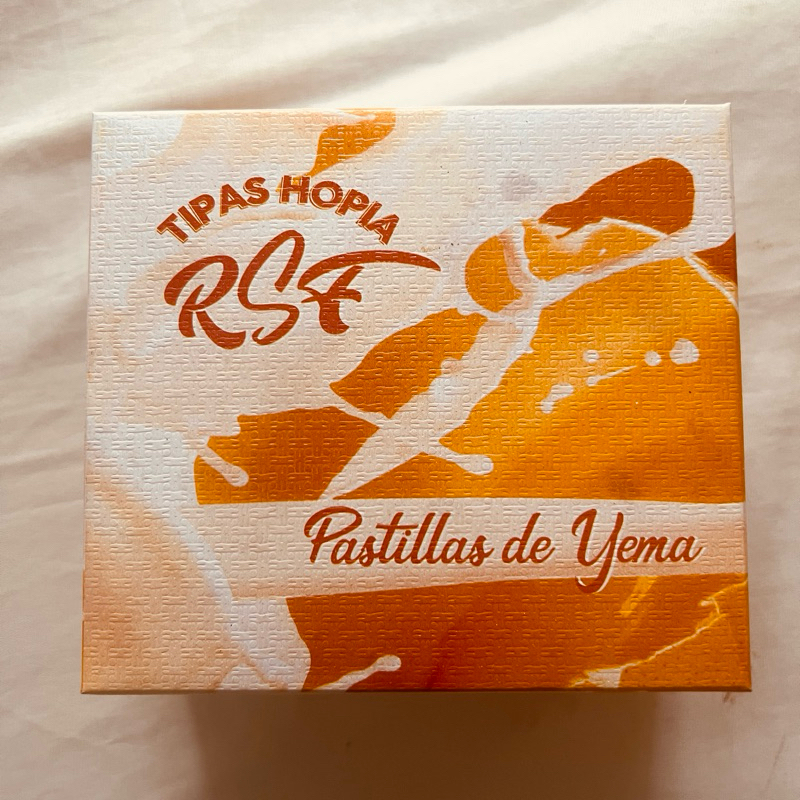 TIPAS HOPIA
RSF
Pastillas de Yema